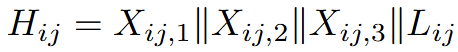 $H_{ij} = X_{ij,1} \| X_{ij,2} \| X_{ij,3} \| L_{ij}$